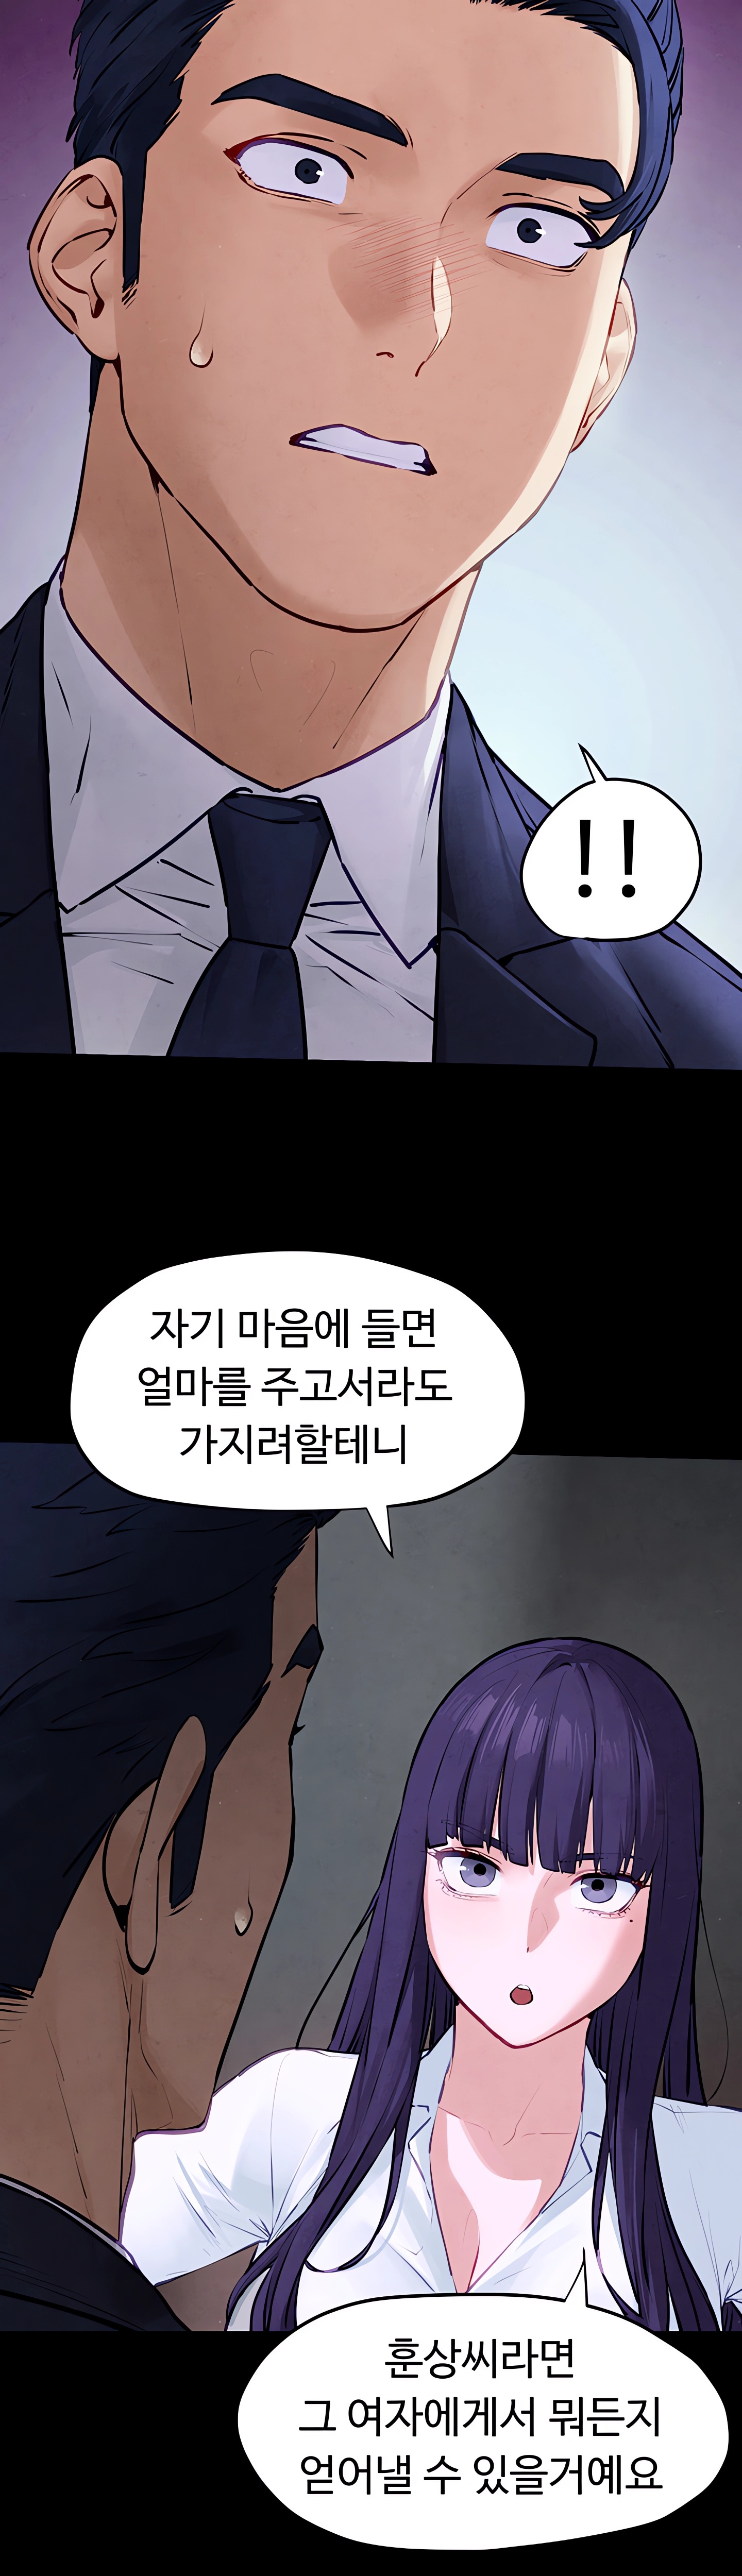 !!
자기 마음에 들면
얼마를 주고서라도
가지려할테니
훈상씨라면
그 여자에게서 뭐든지
얻어낼 수 있을거예요